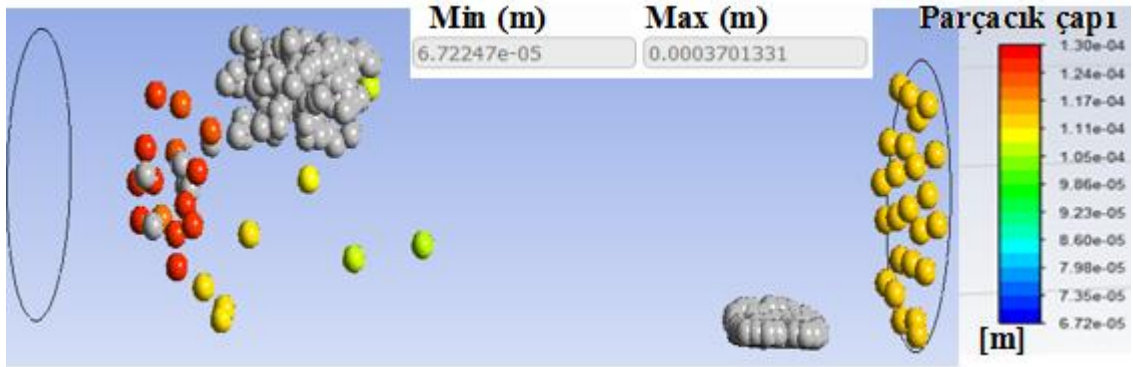 Min (m) Max (m) Parçacık çapı
6.72247e-05 0.0003701331
1.30e-04
1.24e-04
1.17e-04
1.11e-04
1.05e-04
9.86e-05
9.23e-05
8.60e-05
7.98e-05
7.35e-05
6.72e-05
[m]